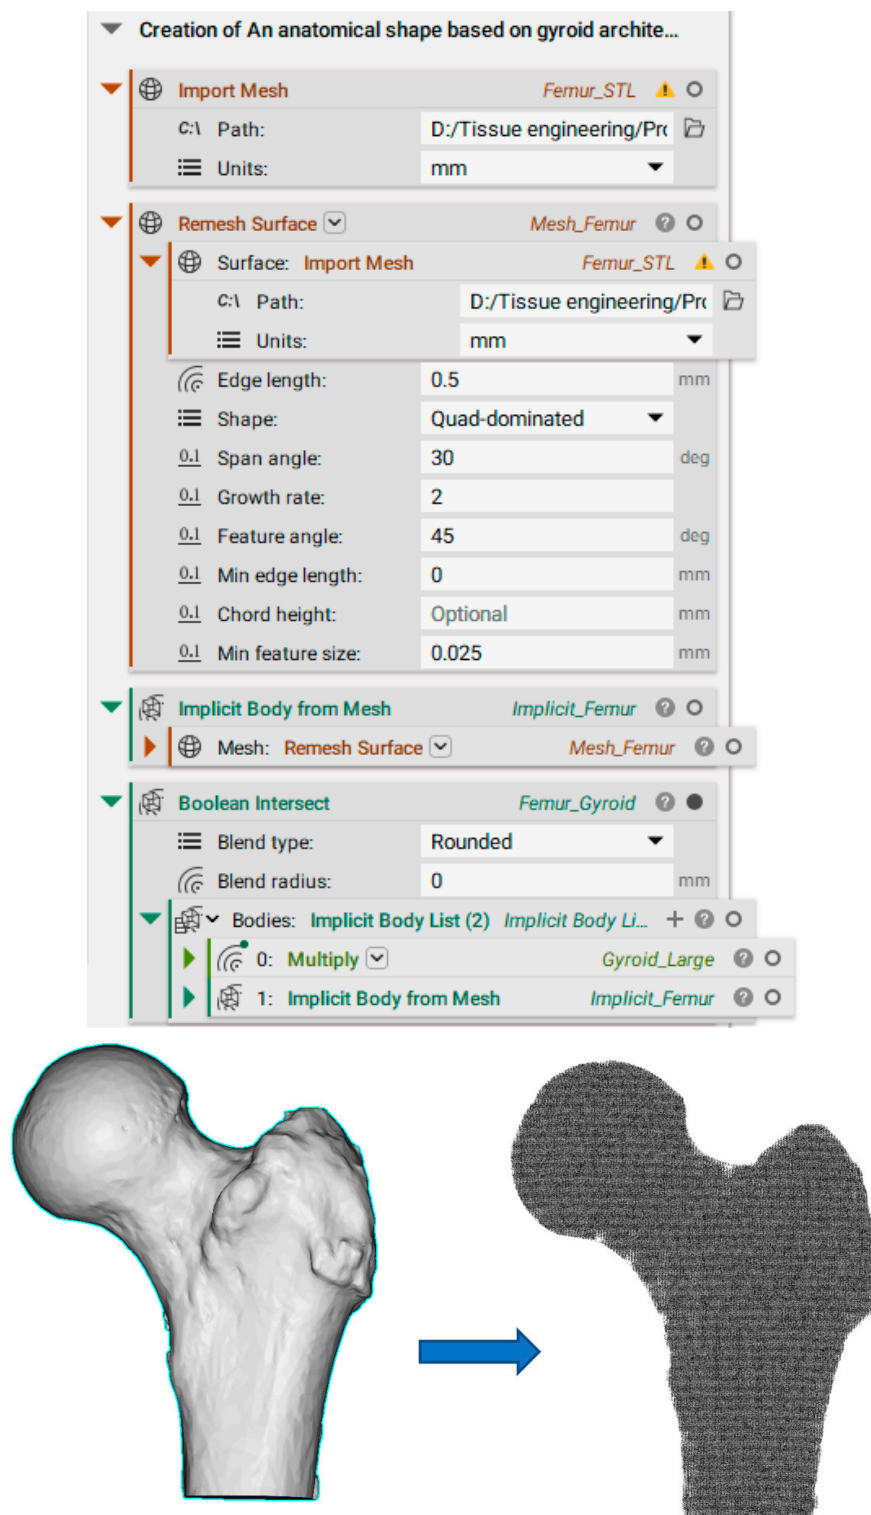 Creation of An anatomical shape based on gyroid archite...
Import Mesh Femur_STL
C:\ Path: D:/Tissue engineering/Pro
Units: mm
Remesh Surface Mesh_Femur ?
Surface: Import Mesh Femur_STL
C:\ Path: D:/Tissue engineering/Pro
Units: mm
Edge length: 0.5 mm
Shape: Quad-dominated
0.1 Span angle: 30 deg
0.1 Growth rate: 2
0.1 Feature angle: 45 deg
0.1 Min edge length: 0 mm
0.1 Chord height: Optional mm
0.1 Min feature size: 0.025 mm
Implicit Body from Mesh Implicit_Femur ?
Mesh: Remesh Surface Mesh_Femur ?
Boolean Intersect Femur_Gyroid ?
Blend type: Rounded
Blend radius: 0 mm
Bodies: Implicit Body List (2) Implicit Body Li... + ?
0: Multiply Gyroid_Large ?
1: Implicit Body from Mesh Implicit_Femur ?